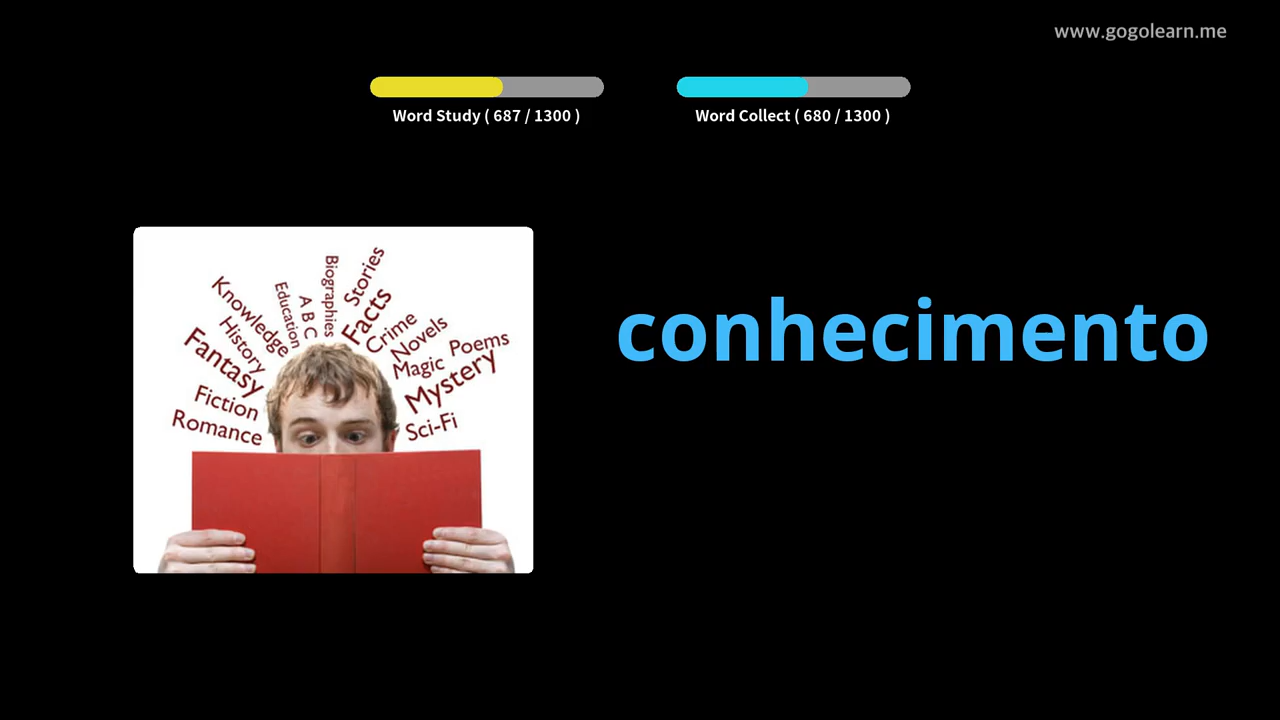 www.gogolearn.me
Word Study ( 687 / 1300 )
Word Collect ( 680 / 1300 )
conhecimento
Knowledge
Education
A B C
Biographies
Stories
Facts
Crime
Novels
Poems
Magic
Mystery
Sci-Fi
History
Fantasy
Fiction
Romance